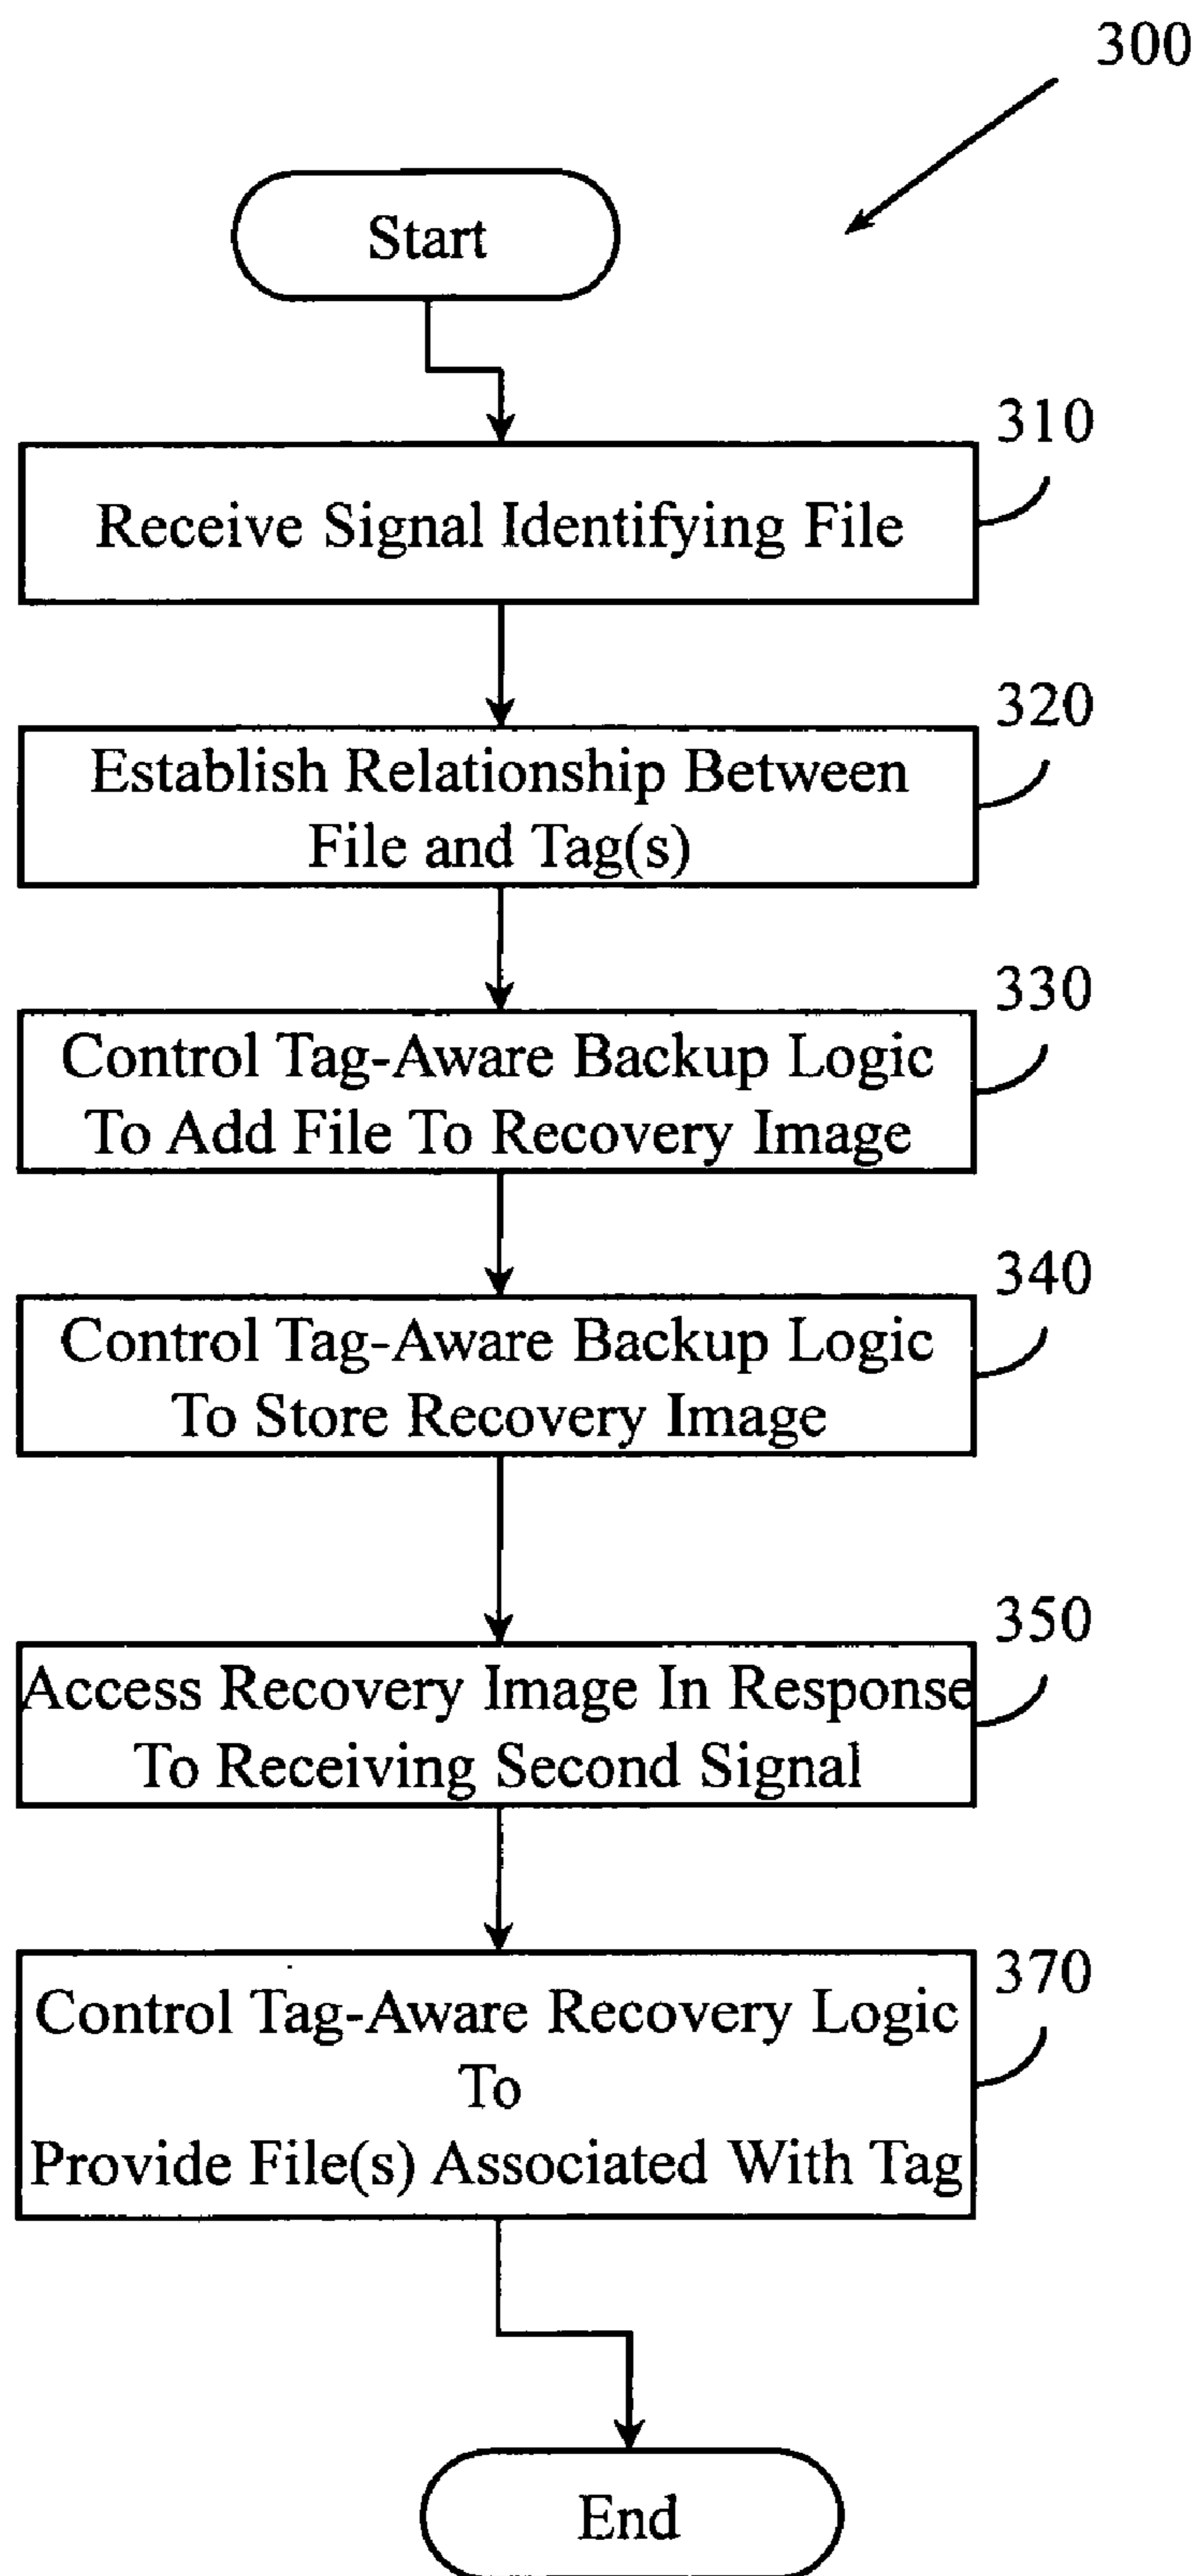 300
Start
310
Receive Signal Identifying File
320
Establish Relationship Between
File and Tag(s)
330
Control Tag-Aware Backup Logic
To Add File To Recovery Image
340
Control Tag-Aware Backup Logic
To Store Recovery Image
350
Access Recovery Image In Response
To Receiving Second Signal
370
Control Tag-Aware Recovery Logic
To
Provide File(s) Associated With Tag
End